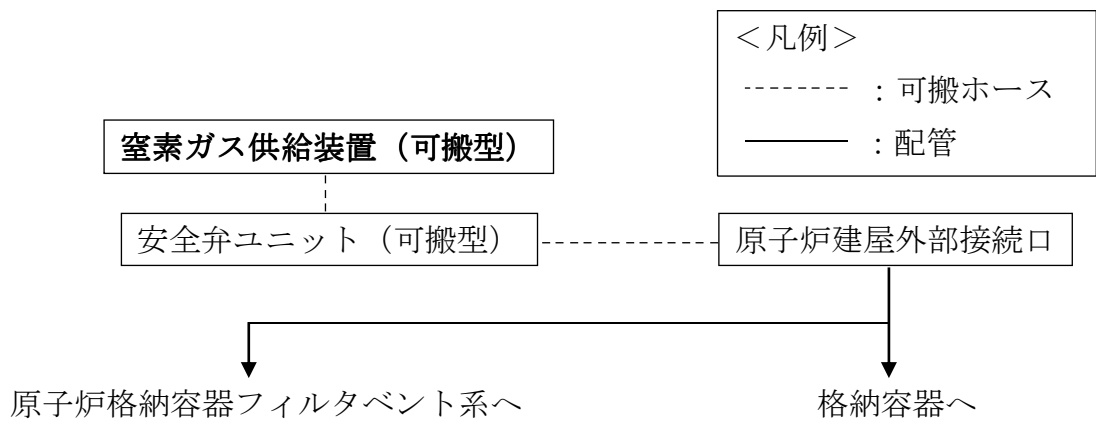 ＜凡例＞
：可搬ホース
：配管
窒素ガス供給装置（可搬型）
安全弁ユニット（可搬型）
原子炉建屋外部接続口
原子炉格納容器フィルタベント系へ
格納容器へ